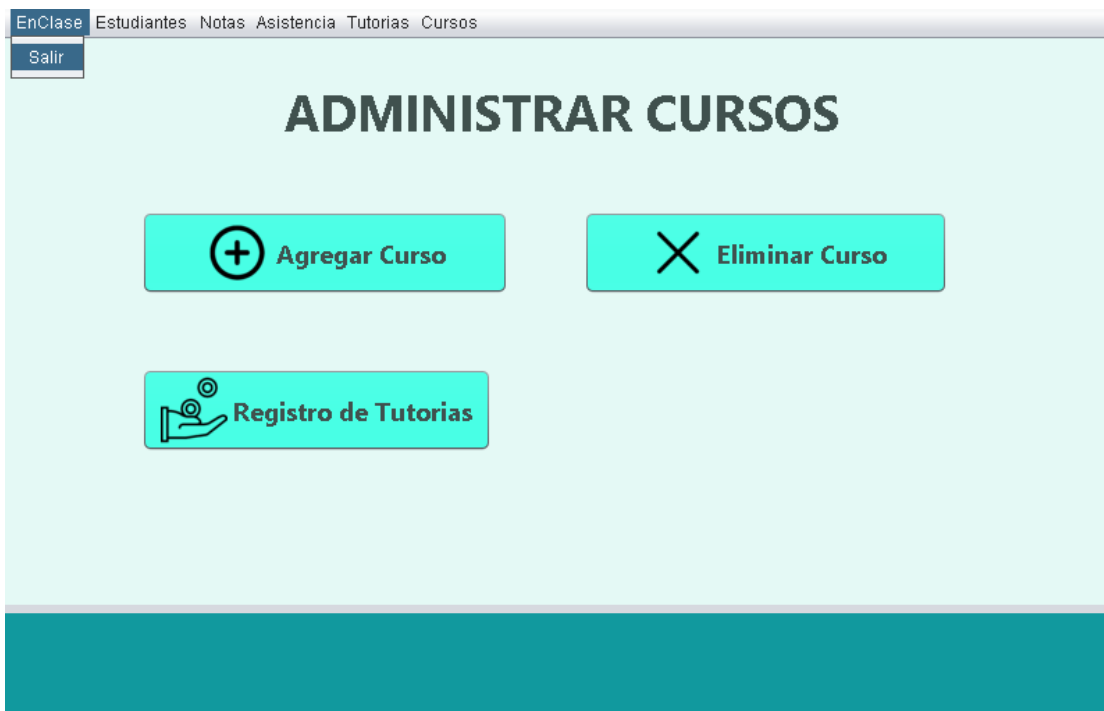 EnClase Estudiantes Notas Asistencia Tutorias Cursos
Salir
ADMINISTRAR CURSOS
Agregar Curso
Eliminar Curso
Registro de Tutorias